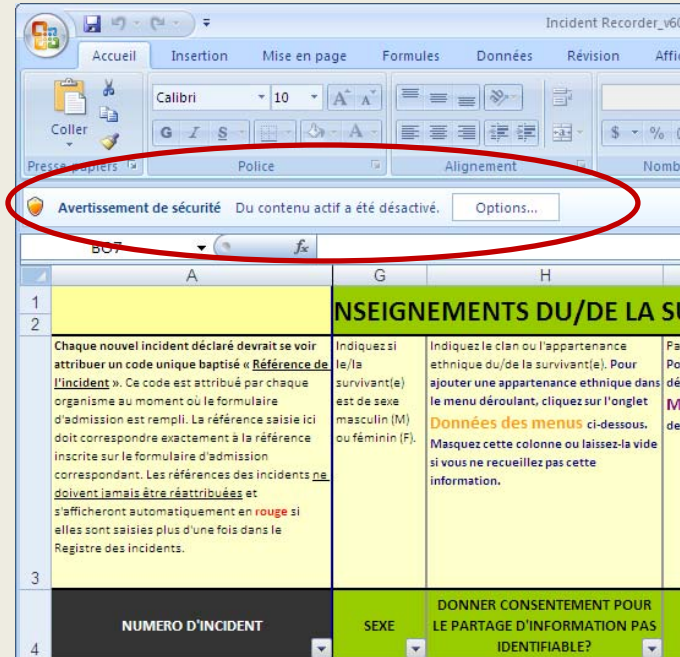 Incident Recorder_v60
Accueil Insertion Mise en page Formules Données Révision Affic
Calibri 10 A A
Coller G I S A $ %
Presse-papiers Police Alignement Nomb
Avertissement de sécurité Du contenu actif a été désactivé. Options...
BO7 fx
A G H
1
NSEIGNEMENTS DU/DE LA SU
2
Chaque nouvel incident déclaré devrait se voir
attribuer un code unique baptisé « Référence de
l'incident ». Ce code est attribué par chaque
organisme au moment où le formulaire
d'admission est rempli. La référence saisie ici
doit correspondre exactement à la référence
inscrite sur le formulaire d'admission
correspondant. Les références des incidents ne
doivent jamais être réattribuées et
s'afficheront automatiquement en rouge si
elles sont saisies plus d'une fois dans le
Registre des incidents.
Indiquez si
le/la
survivant(e)
est de sexe
masculin (M)
ou féminin (F).
Indiquez le clan ou l'appartenance
ethnique du/de la survivant(e). Pour
ajouter une appartenance ethnique dans
le menu déroulant, cliquez sur l'onglet
Données des menus ci-dessous.
Masquez cette colonne ou laissez-la vide
si vous ne recueillez pas cette
information.
Pa
Po
dé
M
de
3
NUMERO D'INCIDENT
SEXE
DONNER CONSENTEMENT POUR
LE PARTAGE D'INFORMATION PAS
IDENTIFIABLE?
4